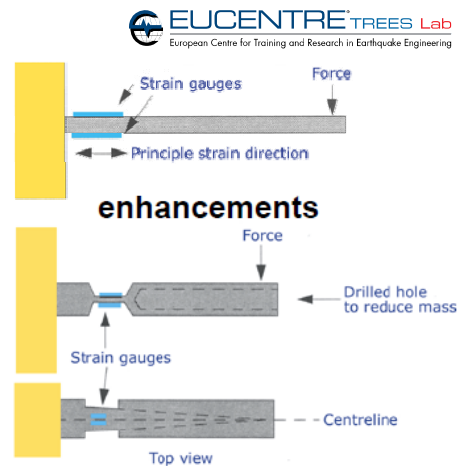 EUCENTRE® TREES Lab
European Centre for Training and Research in Earthquake Engineering
Strain gauges
Force
Principle strain direction
enhancements
Force
Drilled hole
to reduce mass
Strain gauges
Centreline
Top view